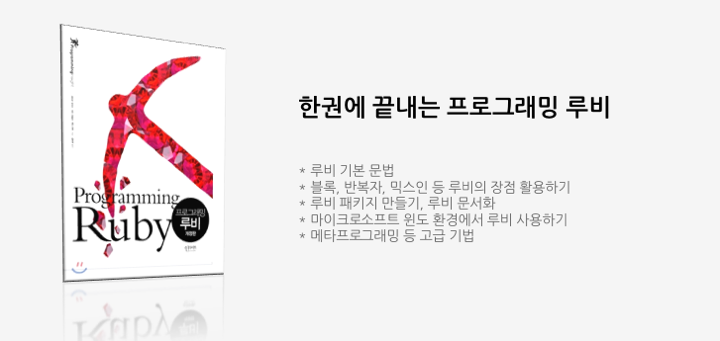 Programming
Ruby
프로그래밍
루비
개정판
한권에 끝내는 프로그래밍 루비
* 루비 기본 문법
* 블록, 반복자, 믹스인 등 루비의 장점 활용하기
* 루비 패키지 만들기, 루비 문서화
* 마이크로소프트 윈도 환경에서 루비 사용하기
* 메타프로그래밍 등 고급 기법